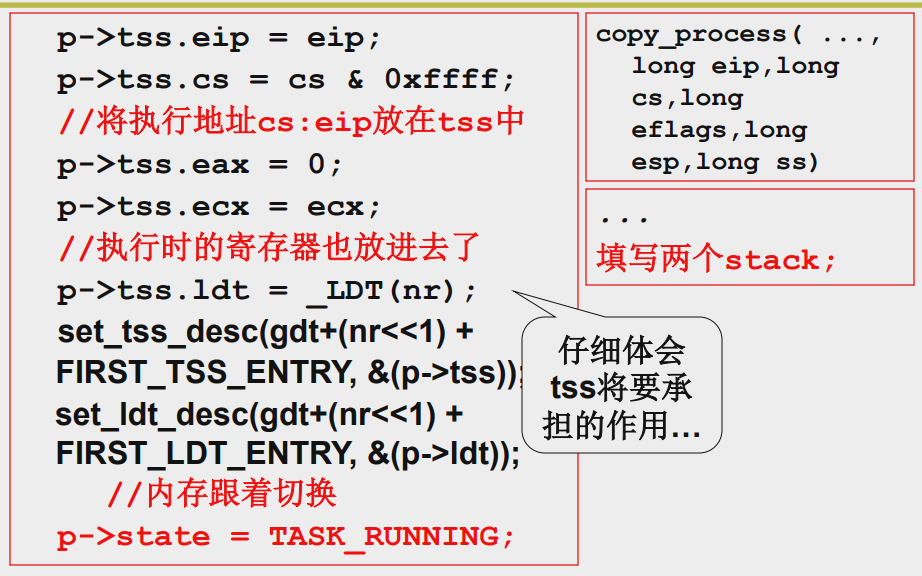 p->tss.eip = eip;
p->tss.cs = cs & 0xffff;
//将执行地址cs:eip放在tss中
p->tss.eax = 0;
p->tss.ecx = ecx;
//执行时的寄存器也放进去了
p->tss.ldt = _LDT(nr);
set_tss_desc(gdt+(nr<<1) +
FIRST_TSS_ENTRY, &(p->tss));
set_ldt_desc(gdt+(nr<<1) +
FIRST_LDT_ENTRY, &(p->ldt));
//内存跟着切换
p->state = TASK_RUNNING;
copy_process( ...,
long eip,long
cs,long
eflags,long
esp,long ss)
...
填写两个stack;
仔细体会
tss将要承
担的作用...